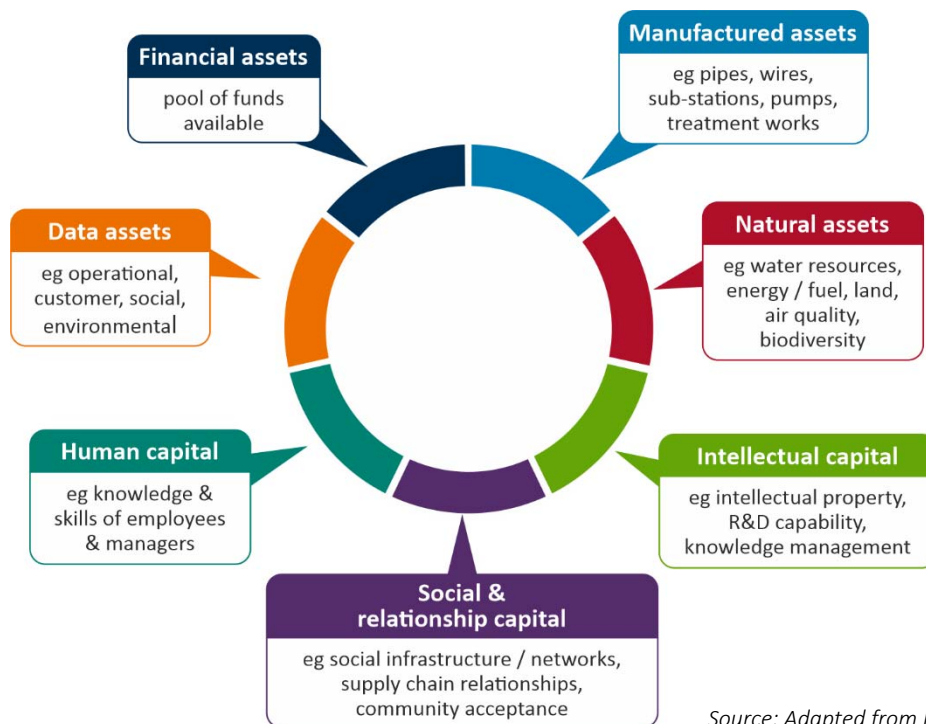 Financial assets
pool of funds
available
Manufactured assets
eg pipes, wires,
sub-stations, pumps,
treatment works
Data assets
eg operational,
customer, social,
environmental
Natural assets
eg water resources,
energy / fuel, land,
air quality,
biodiversity
Human capital
eg knowledge &
skills of employees
& managers
Intellectual capital
eg intellectual property,
R&D capability,
knowledge management
Social &
relationship capital
eg social infrastructure / networks,
supply chain relationships,
community acceptance
Source: Adapted from